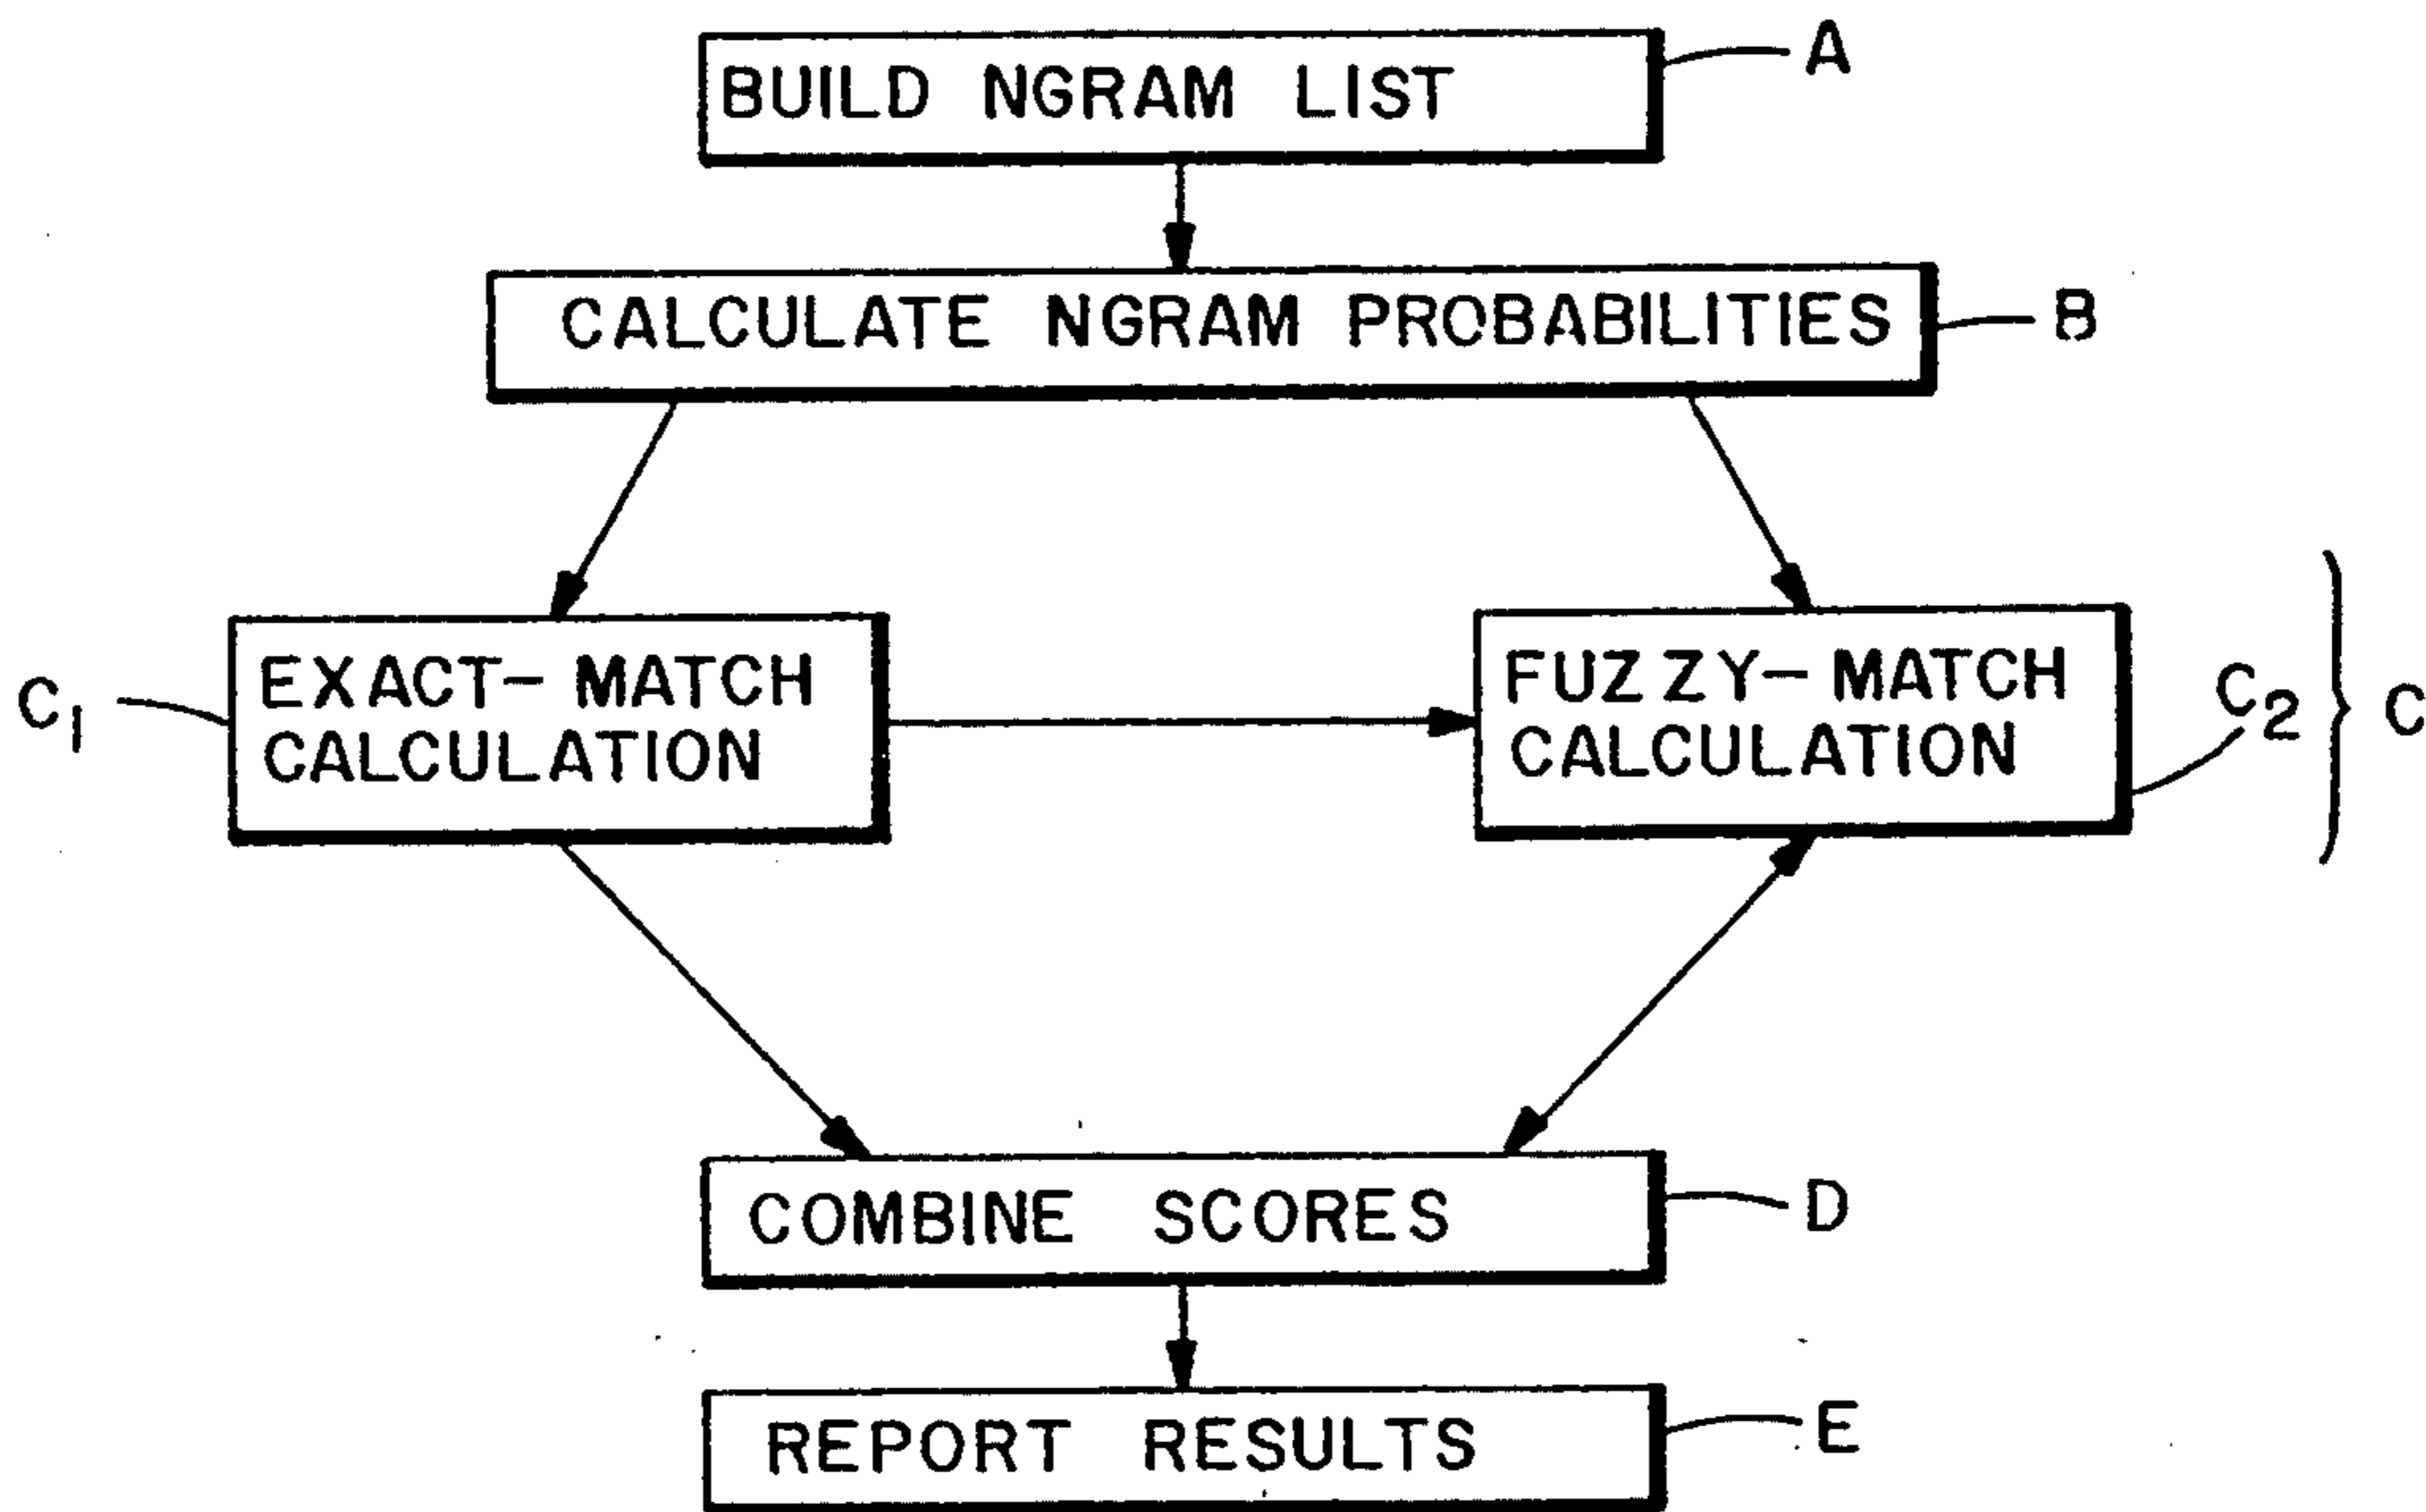 BUILD NGRAM LIST
A
CALCULATE NGRAM PROBABILITIES
B
C1
EXACT-MATCH
CALCULATION
FUZZY-MATCH
CALCULATION
C2
C
COMBINE SCORES
D
REPORT RESULTS
E